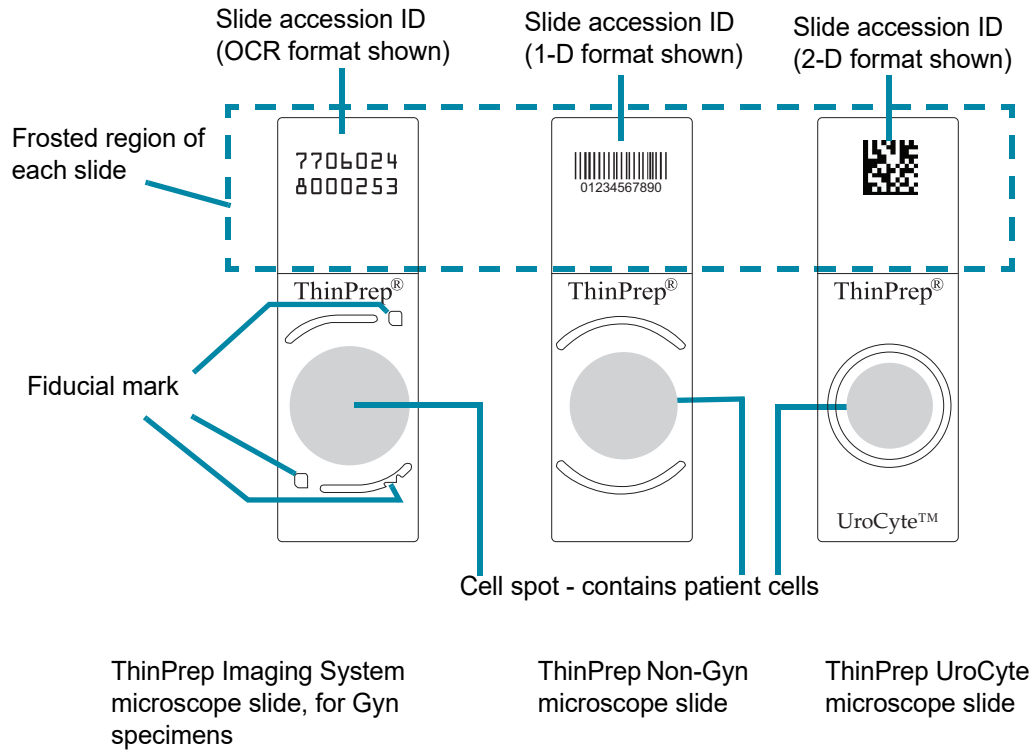 Slide accession ID
(OCR format shown)
Slide accession ID
(1-D format shown)
Slide accession ID
(2-D format shown)
Frosted region of
each slide
7706024
8000253
01234567890
ThinPrep®
ThinPrep®
ThinPrep®
Fiducial mark
UroCyte™
Cell spot - contains patient cells
ThinPrep Imaging System
microscope slide, for Gyn
specimens
ThinPrep Non-Gyn
microscope slide
ThinPrep UroCyte
microscope slide